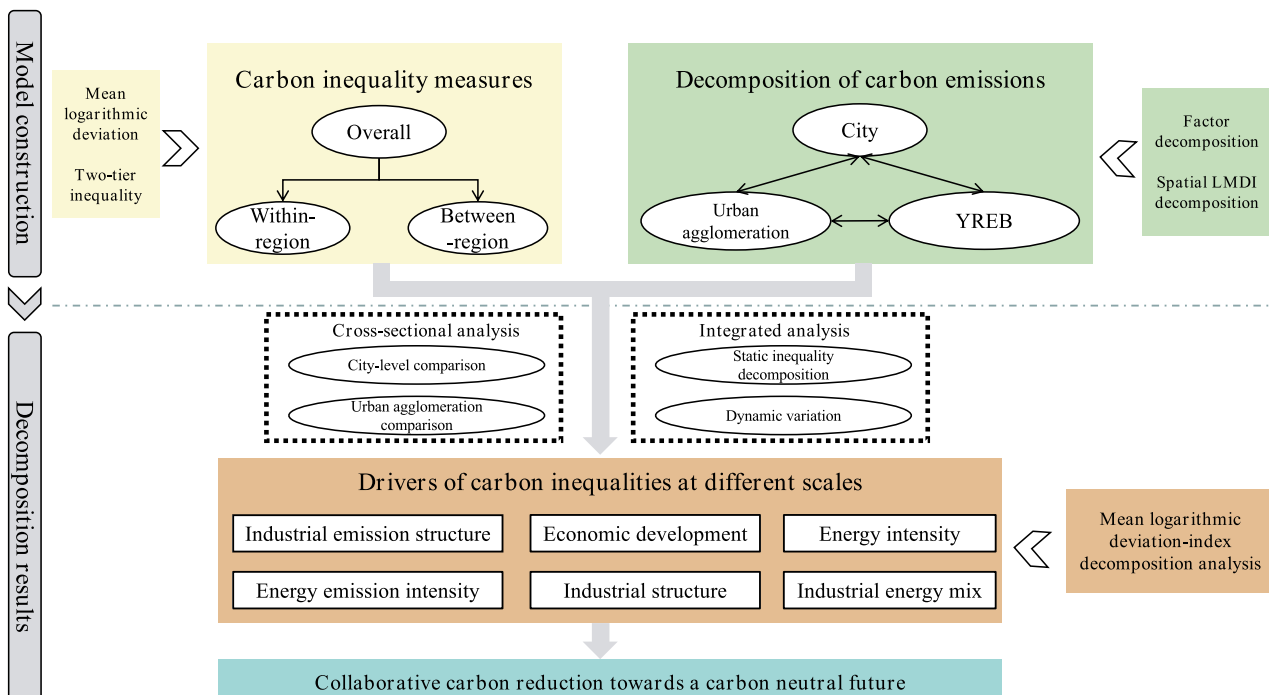 Model construction
Mean
logarithmic
deviation
Two-tier
inequality
Carbon inequality measures
Overall
Within-
region
Between
-region
Decomposition of carbon emissions
City
Urban
agglomeration
YREB
Factor
decomposition
Spatial LMDI
decomposition
Decomposition results
Cross-sectional analysis
City-level comparison
Urban agglomeration
comparison
Integrated analysis
Static inequality
decomposition
Dynamic variation
Drivers of carbon inequalities at different scales
Industrial emission structure
Economic development
Energy intensity
Energy emission intensity
Industrial structure
Industrial energy mix
Mean logarithmic
deviation-index
decomposition analysis
Collaborative carbon reduction towards a carbon neutral future